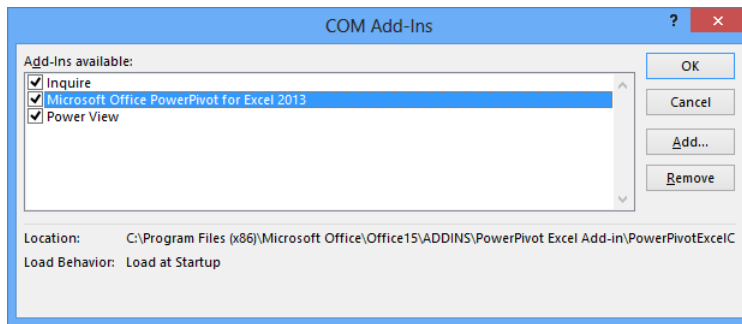 COM Add-Ins
? ×
Add-Ins available:
Inquire
Microsoft Office PowerPivot for Excel 2013
Power View
OK
Cancel
Add...
Remove
Location: C:\Program Files (x86)\Microsoft Office\Office15\ADDINS\PowerPivot Excel Add-in\PowerPivotExcelC
Load Behavior: Load at Startup